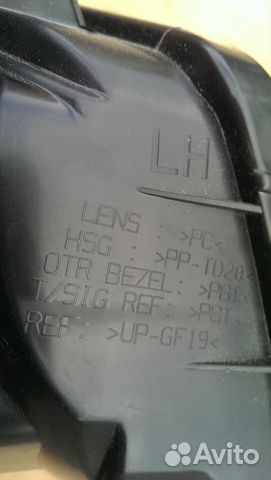 LH
LENS : >PC<
HSG : >PP-TD20<
OTR BEZEL: >PBT<
T/SIG REF: >PBT<
REF: >UP-GF19<
Avito